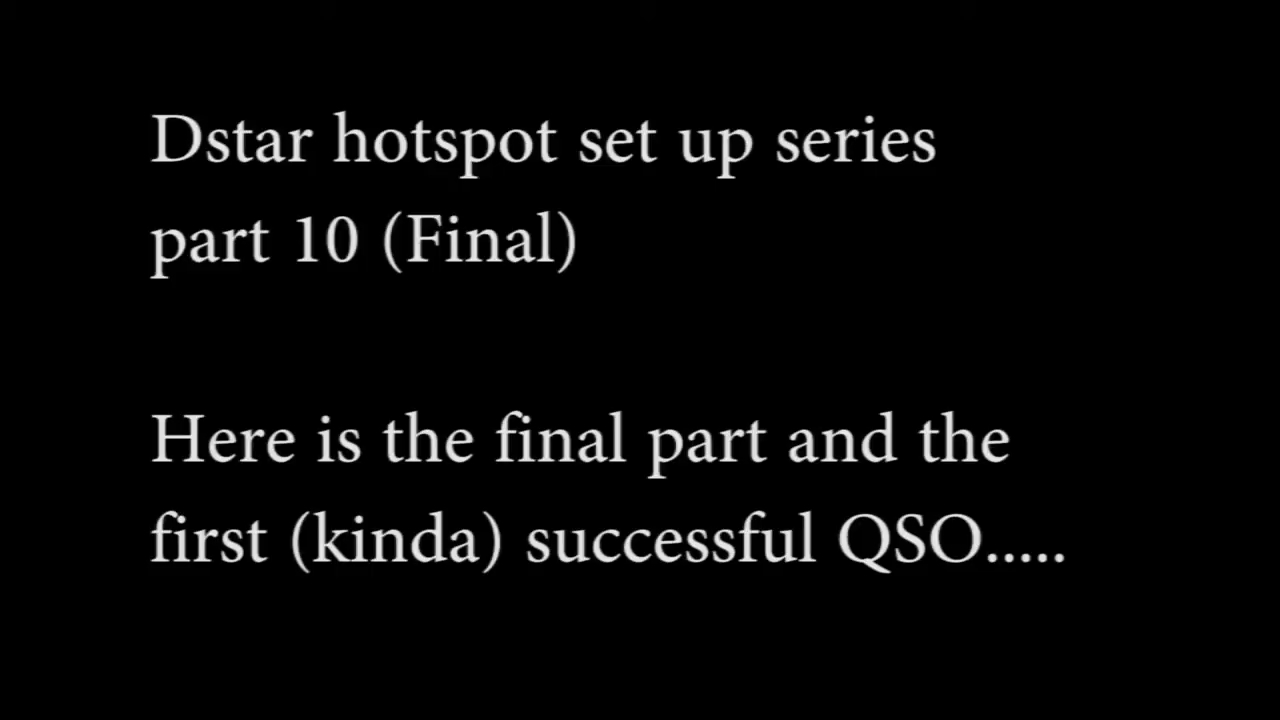 Dstar hotspot set up series
part 10 (Final)
Here is the final part and the
first (kinda) successful QSO.....